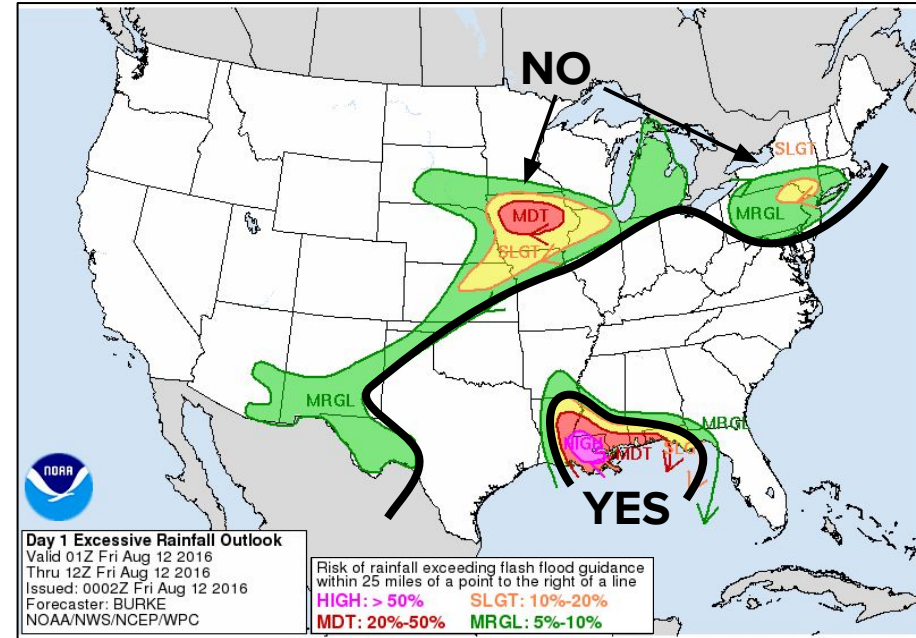 NO
SLGT
MDT
MRGL
SLGT
MRGL
MRGL
HIGH
MDT
YES
NOAA
Day 1 Excessive Rainfall Outlook
Valid 01Z Fri Aug 12 2016
Thru 12Z Fri Aug 12 2016
Issued: 0002Z Fri Aug 12 2016
Forecaster: BURKE
NOAA/NWS/NCEP/WPC
Risk of rainfall exceeding flash flood guidance
within 25 miles of a point to the right of a line
HIGH: > 50% SLGT: 10%-20%
MDT: 20%-50% MRGL: 5%-10%